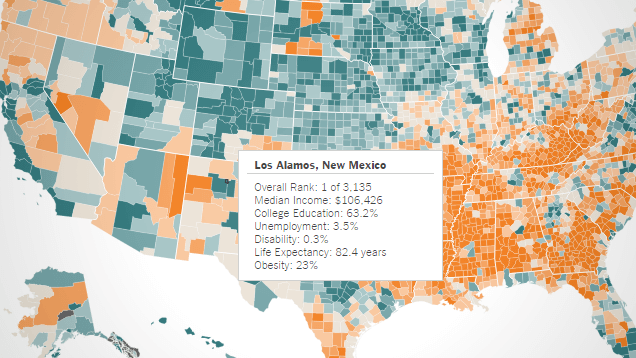 Los Alamos, New Mexico
Overall Rank: 1 of 3,135
Median Income: $106,426
College Education: 63.2%
Unemployment: 3.5%
Disability: 0.3%
Life Expectancy: 82.4 years
Obesity: 23%